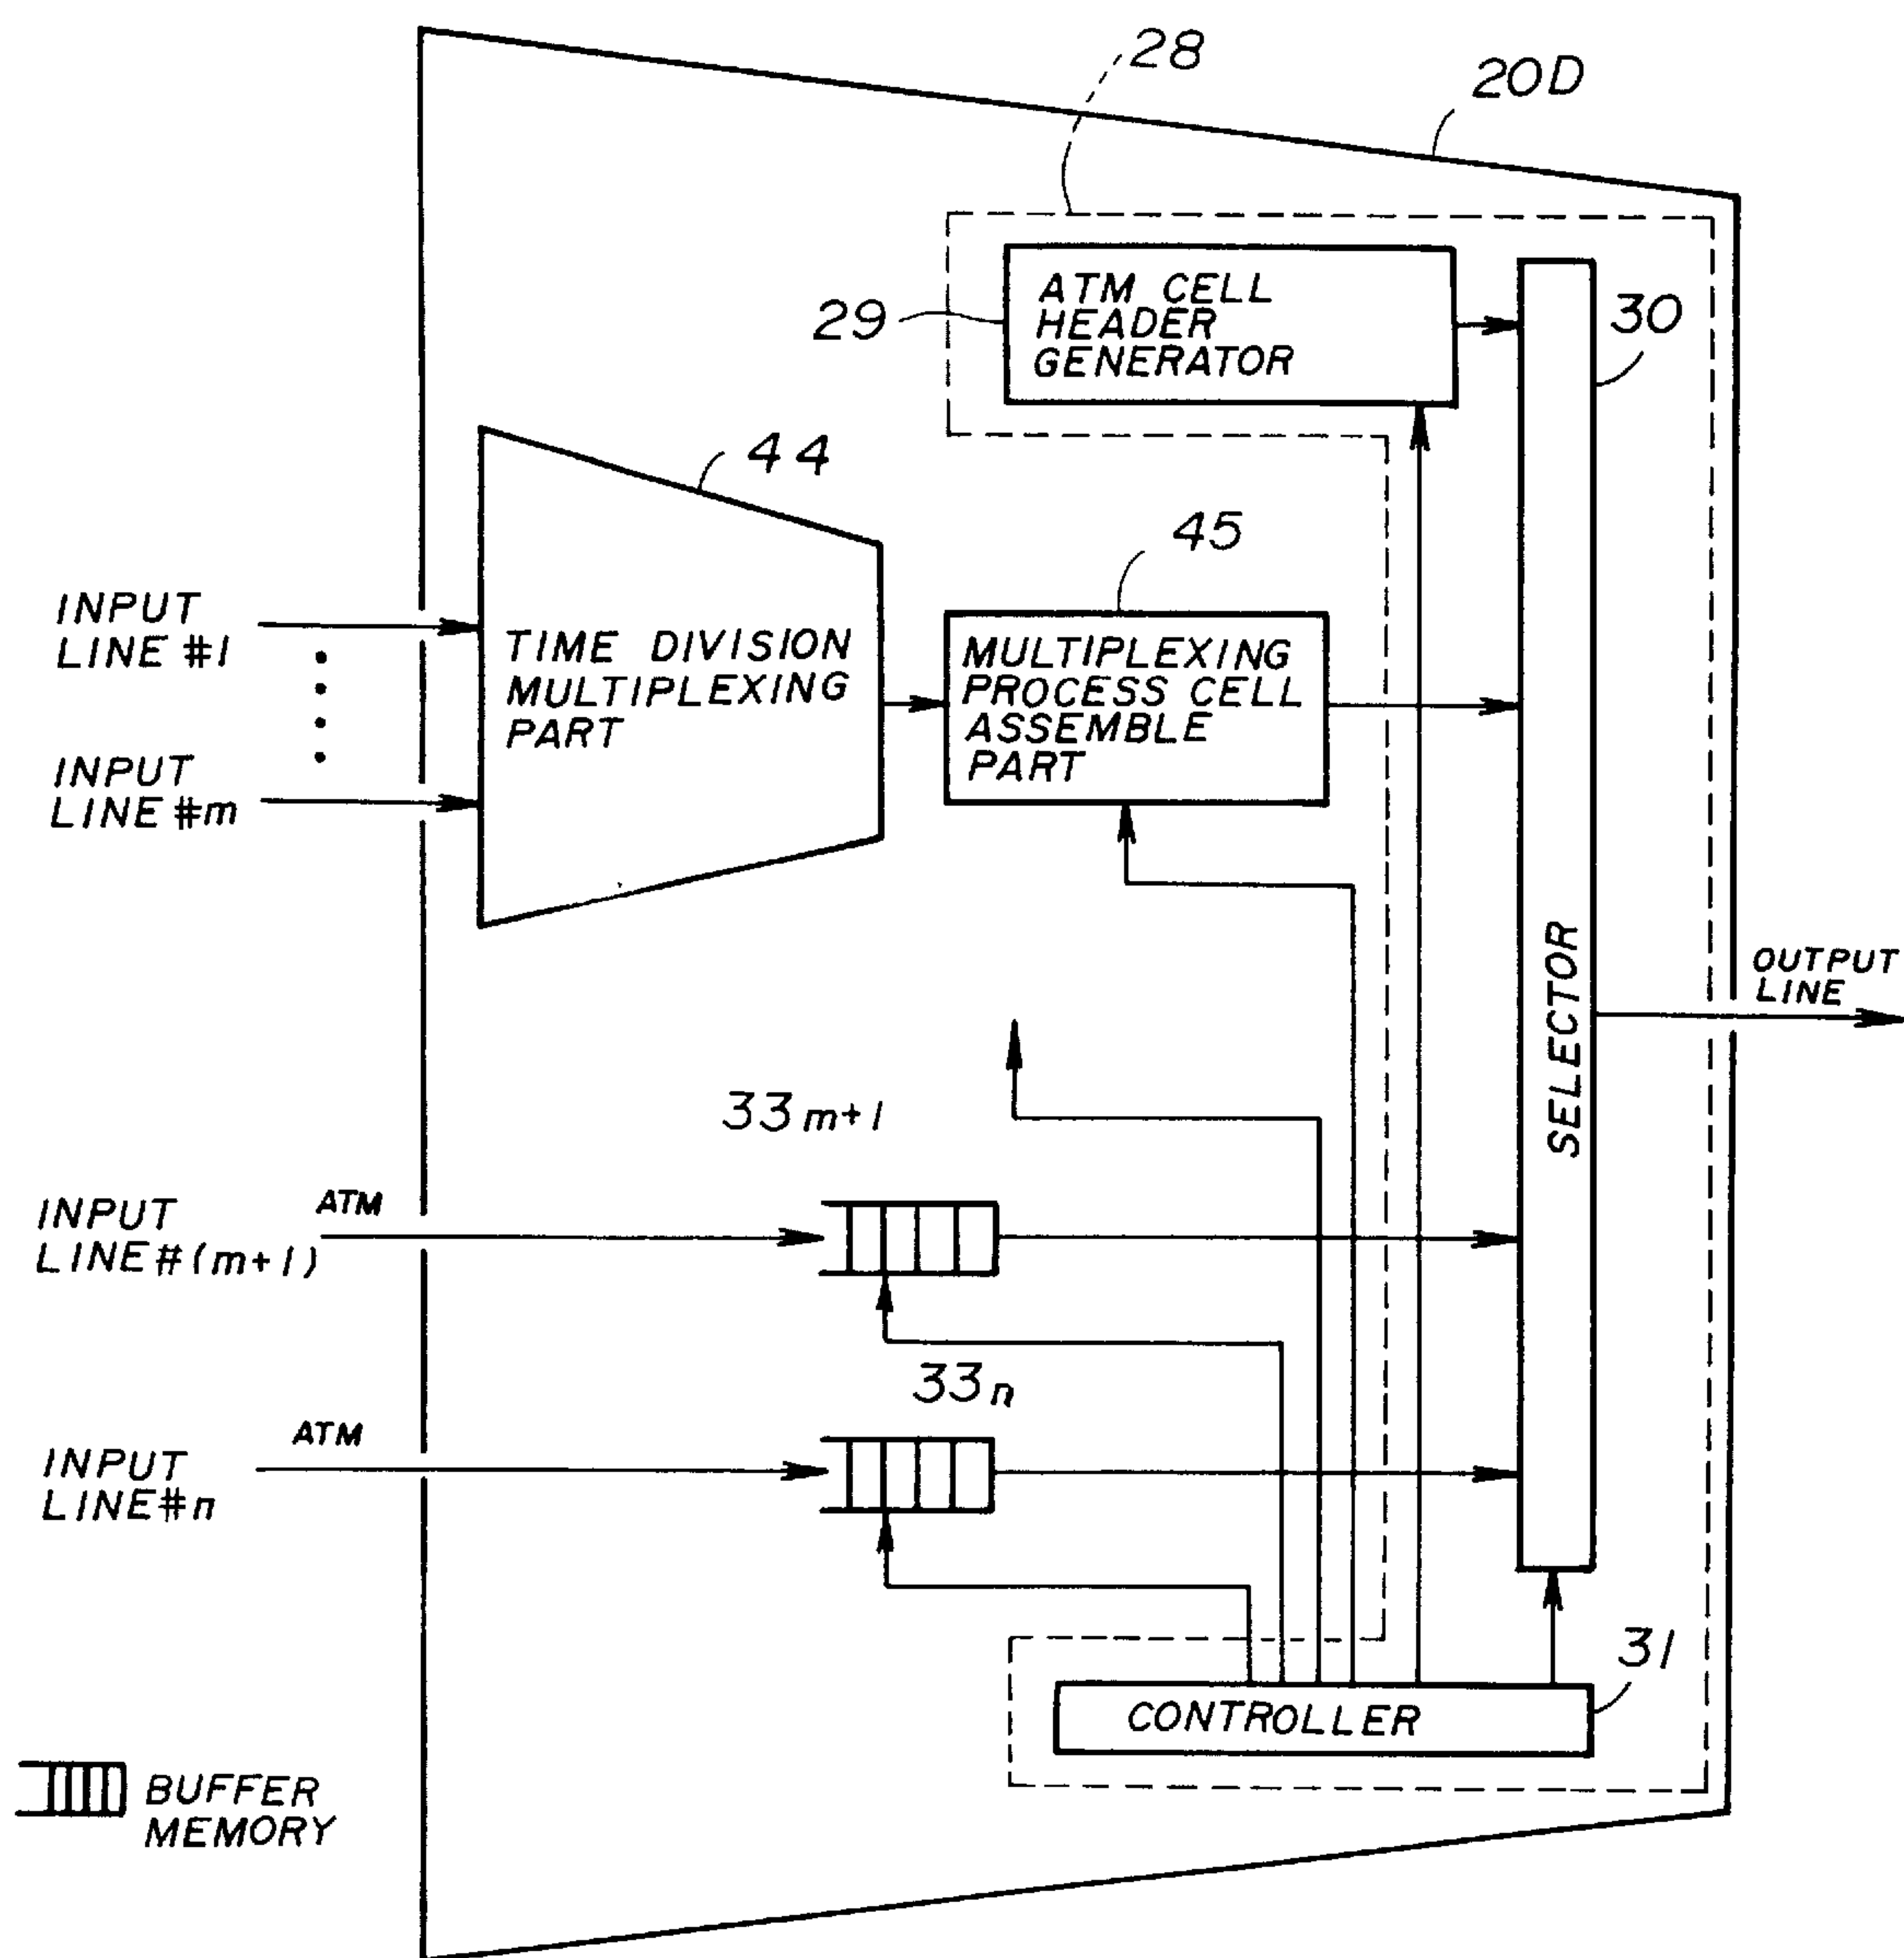 28
20D
ATM CELL
HEADER
GENERATOR
29
30
44
45
INPUT
LINE #1
TIME DIVISION
MULTIPLEXING
PART
MULTIPLEXING
PROCESS CELL
ASSEMBLE
PART
INPUT
LINE #m
SELECTOR
OUTPUT
LINE
33m+1
INPUT
LINE #(m+1)
ATM
33n
INPUT
LINE #n
ATM
31
CONTROLLER
BUFFER
MEMORY